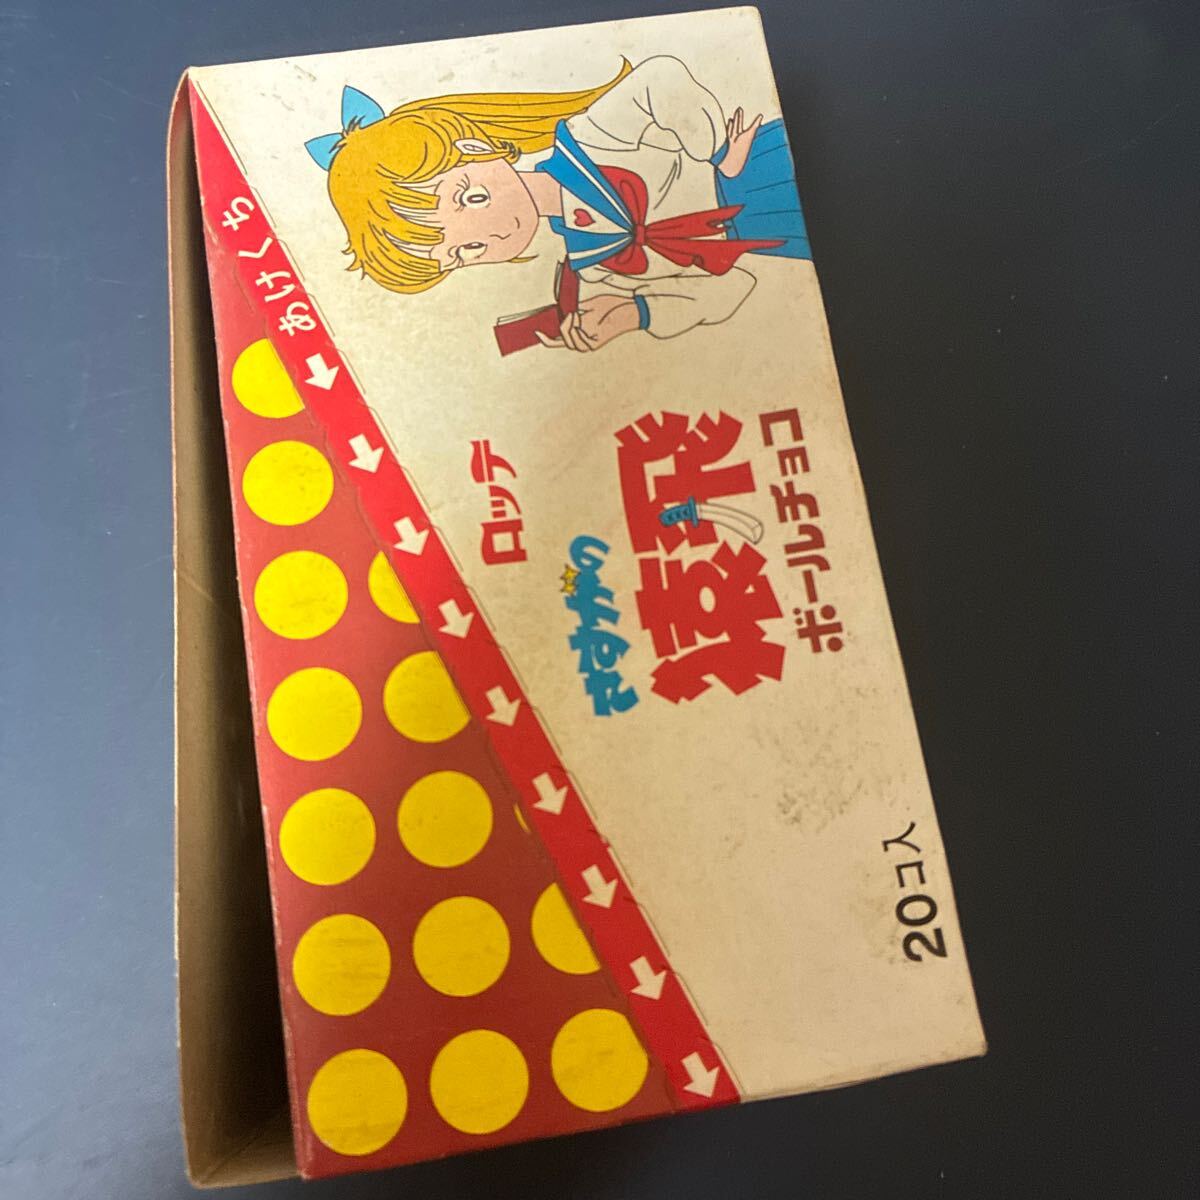 あけくち
ロッテ
さすがの
猿飛
ボールチョコ
20コ入